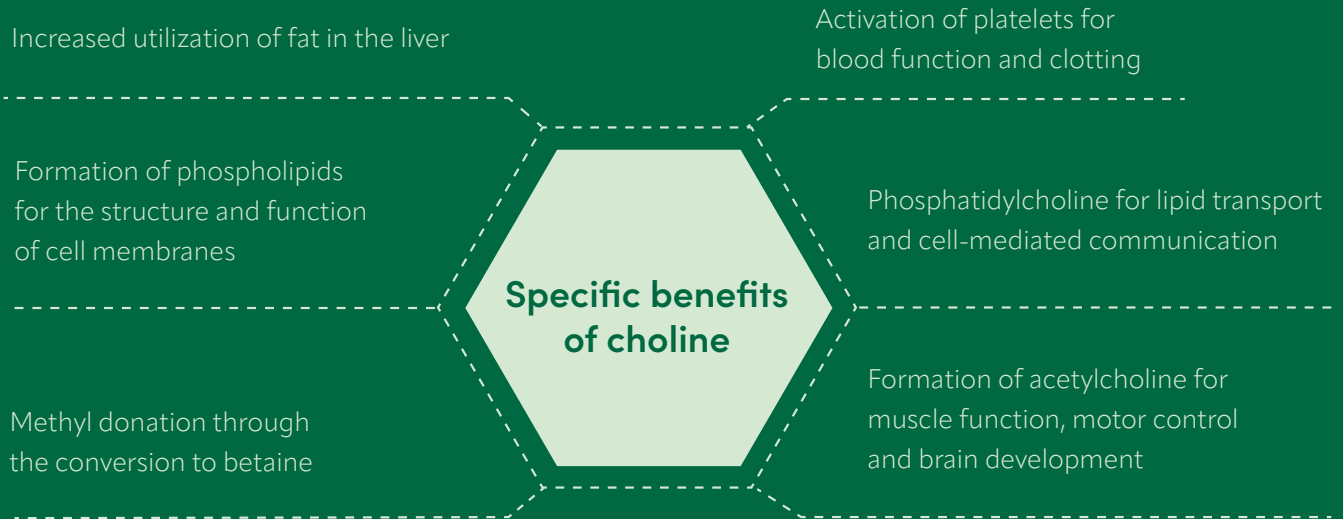 Increased utilization of fat in the liver
Formation of phospholipids
for the structure and function
of cell membranes
Methyl donation through
the conversion to betaine
Specific benefits
of choline
Activation of platelets for
blood function and clotting
Phosphatidylcholine for lipid transport
and cell-mediated communication
Formation of acetylcholine for
muscle function, motor control
and brain development